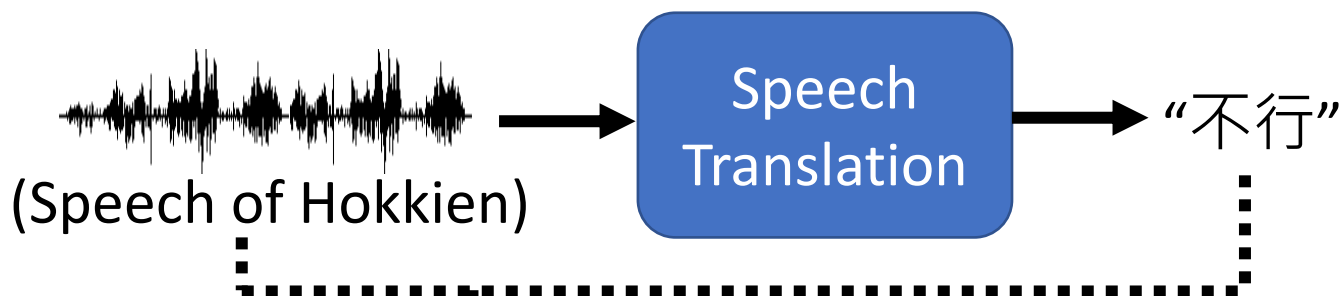 Speech
Translation
“不行”
(Speech of Hokkien)